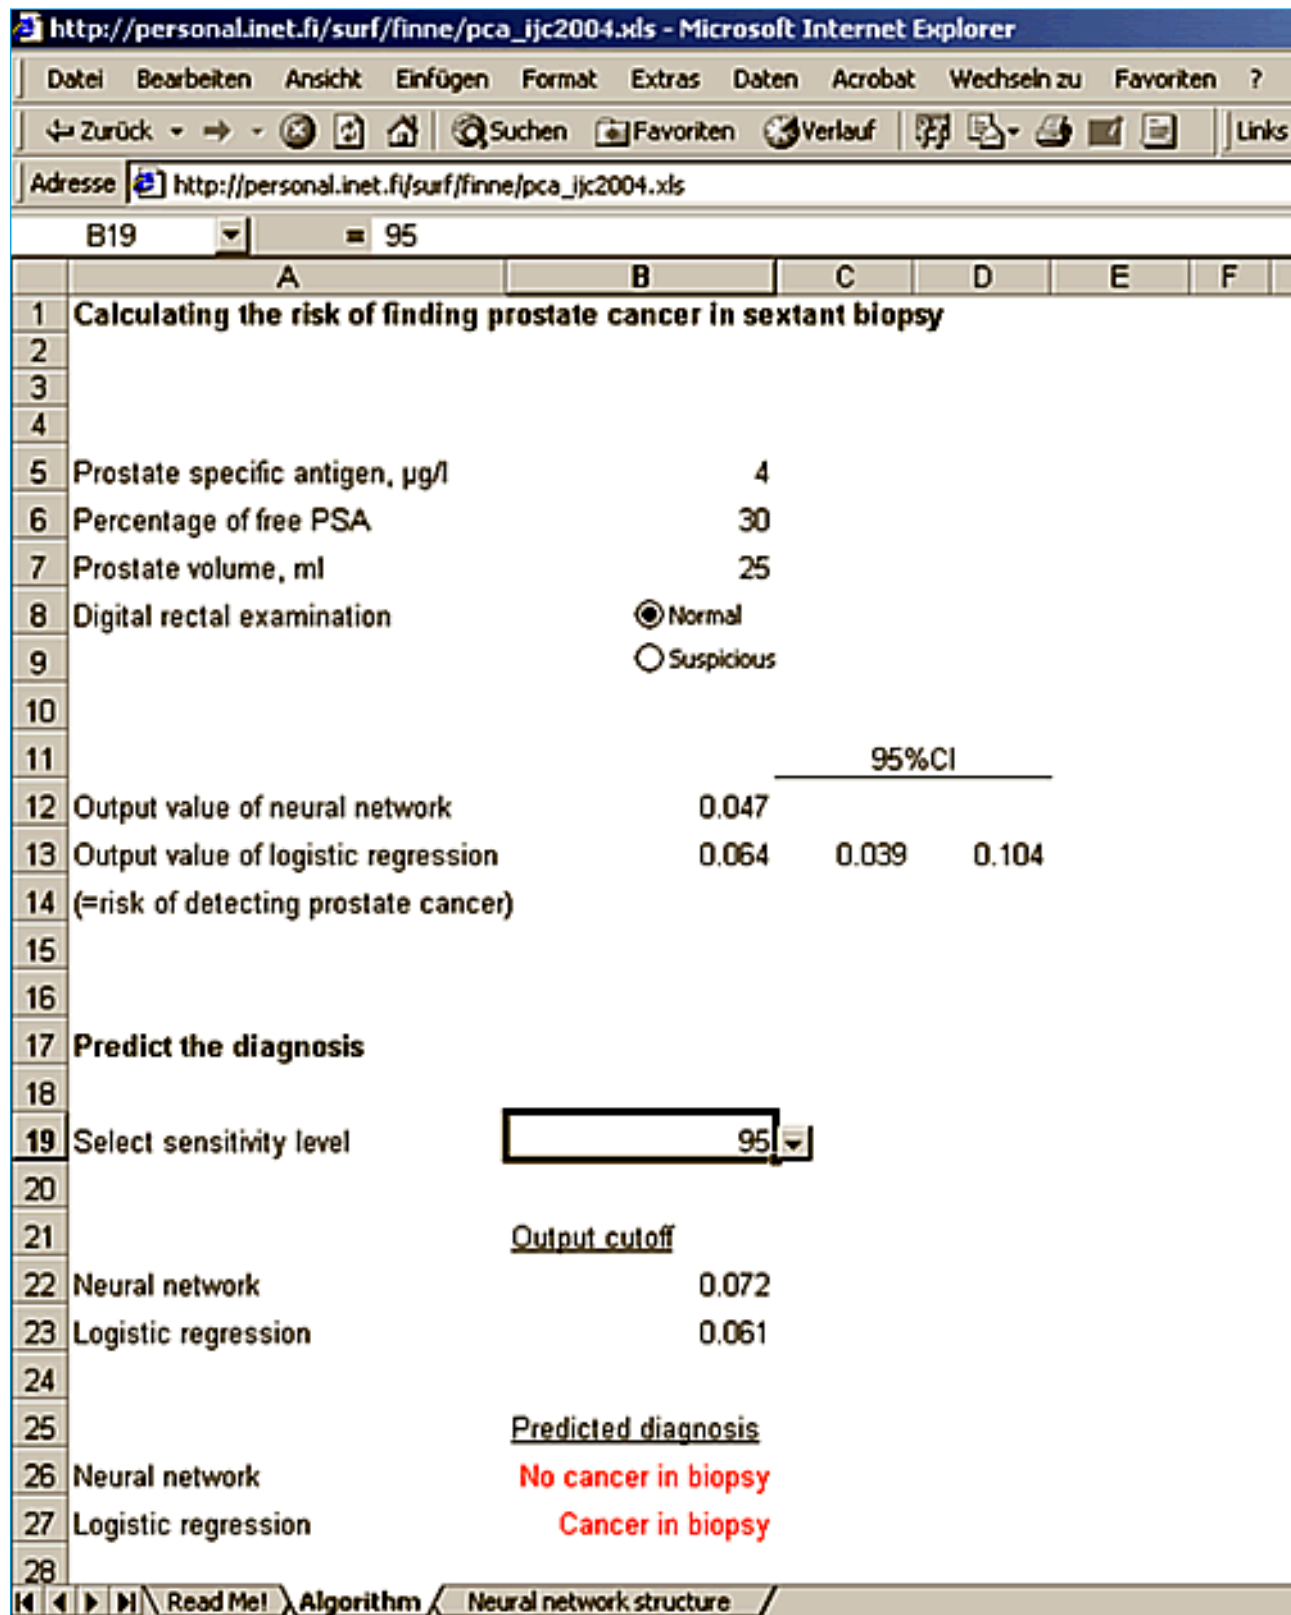 http://personal.inet.fi/surf/finne/pca_ijc2004.xls - Microsoft Internet Explorer
Datei Bearbeiten Ansicht Einfügen Format Extras Daten Acrobat Wechseln zu Favoriten ?
Zurück Suchen Favoriten Verlauf Links
Adresse http://personal.inet.fi/surf/finne/pca_ijc2004.xls
B19 = 95
A B C D E F
1 Calculating the risk of finding prostate cancer in sextant biopsy
2
3
4
5 Prostate specific antigen, µg/l 4
6 Percentage of free PSA 30
7 Prostate volume, ml 25
8 Digital rectal examination Normal
9 Suspicious
10
11 95%CI
12 Output value of neural network 0.047
13 Output value of logistic regression 0.064 0.039 0.104
14 (=risk of detecting prostate cancer)
15
16
17 Predict the diagnosis
18
19 Select sensitivity level 95
20
21 Output cutoff
22 Neural network 0.072
23 Logistic regression 0.061
24
25 Predicted diagnosis
26 Neural network No cancer in biopsy
27 Logistic regression Cancer in biopsy
28
Read Me! Algorithm Neural network structure